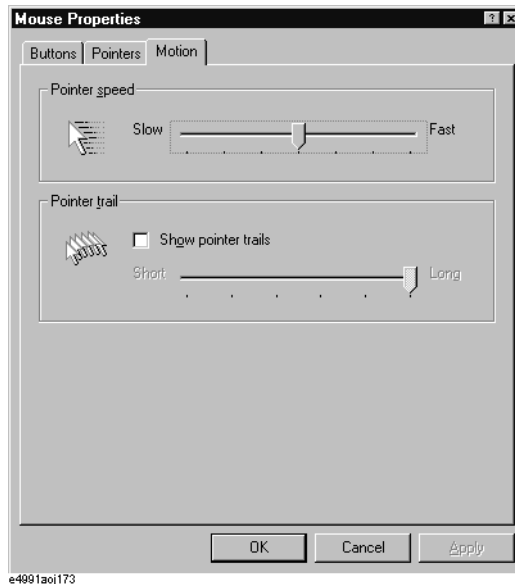 Mouse Properties
Buttons Pointers Motion
Pointer speed
Slow Fast
Pointer trail
Show pointer trails
Short Long
OK Cancel Apply
e4991aoi173